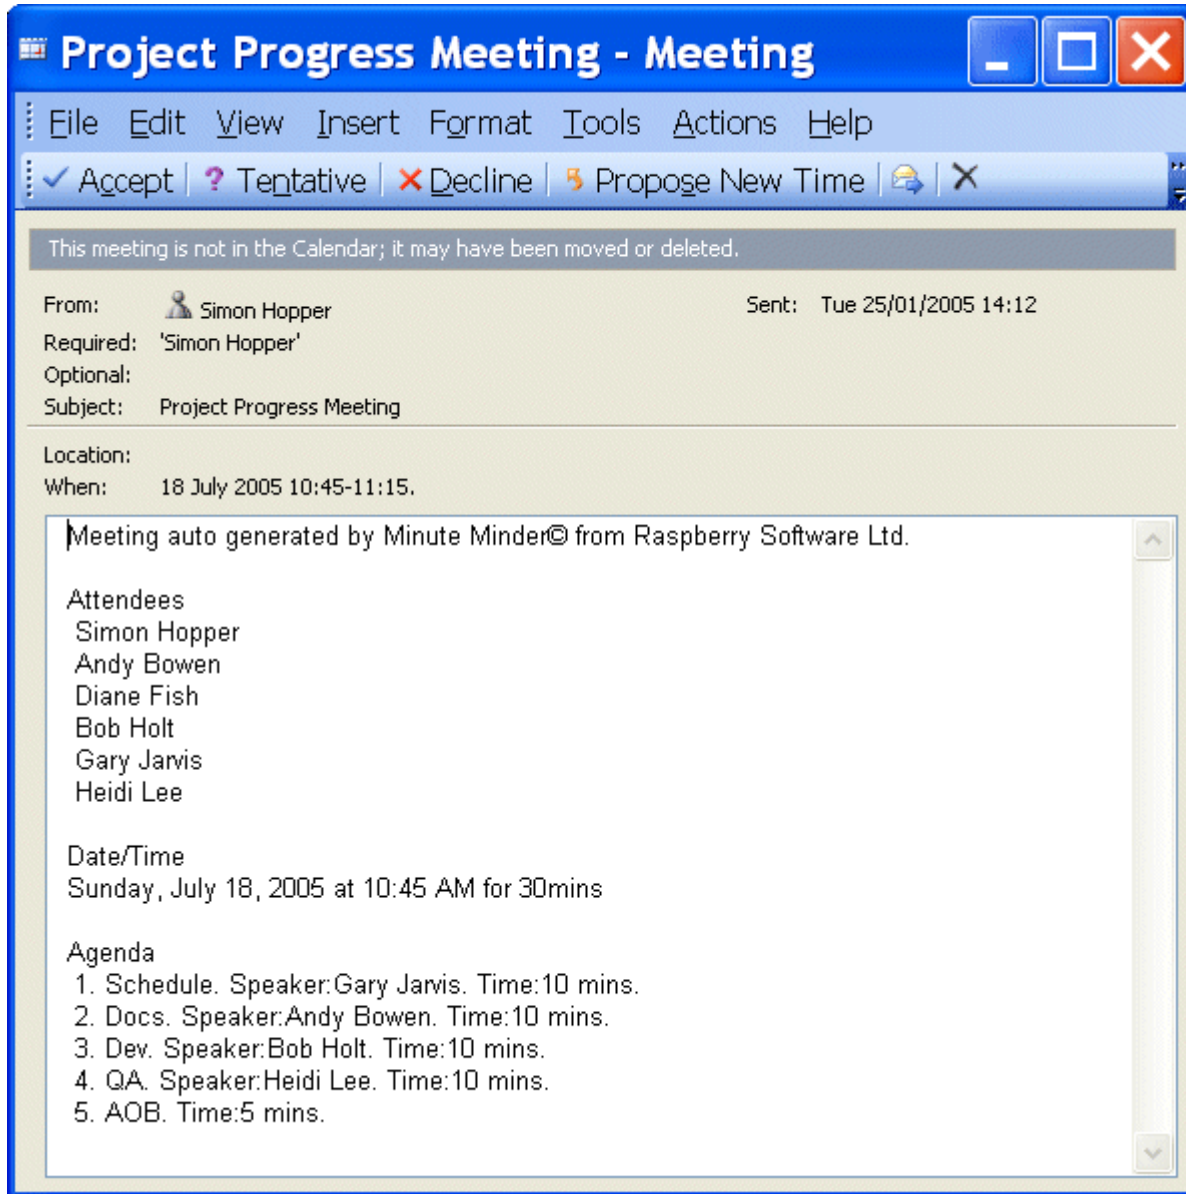 Project Progress Meeting - Meeting
File Edit View Insert Format Tools Actions Help
Accept Tentative Decline Propose New Time
This meeting is not in the Calendar; it may have been moved or deleted.
From: Simon Hopper Sent: Tue 25/01/2005 14:12
Required: 'Simon Hopper'
Optional:
Subject: Project Progress Meeting
Location:
When: 18 July 2005 10:45-11:15.
Meeting auto generated by Minute Minder© from Raspberry Software Ltd.
Attendees
Simon Hopper
Andy Bowen
Diane Fish
Bob Holt
Gary Jarvis
Heidi Lee
Date/Time
Sunday, July 18, 2005 at 10:45 AM for 30mins
Agenda
1. Schedule. Speaker:Gary Jarvis. Time:10 mins.
2. Docs. Speaker:Andy Bowen. Time:10 mins.
3. Dev. Speaker:Bob Holt. Time:10 mins.
4. QA. Speaker:Heidi Lee. Time:10 mins.
5. AOB. Time:5 mins.